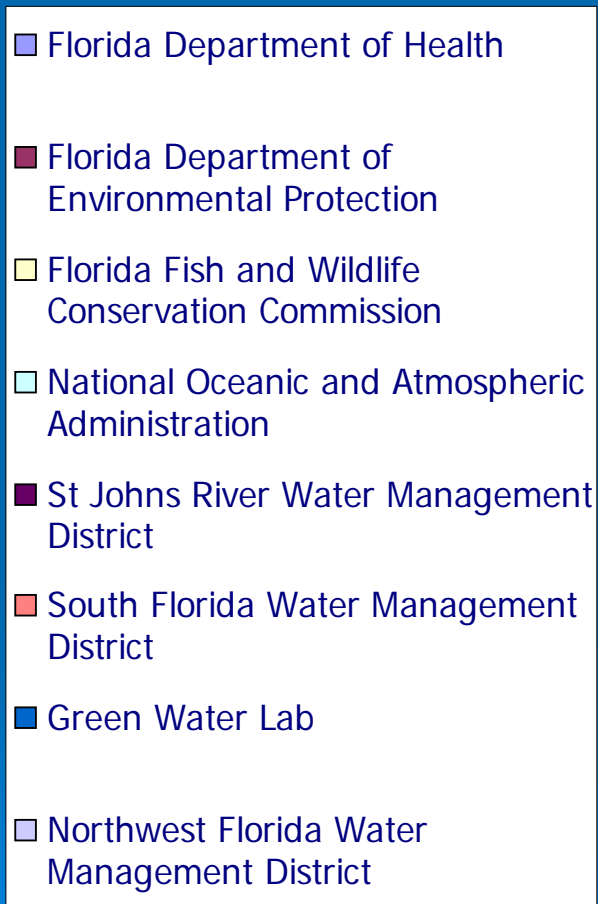 Florida Department of Health
Florida Department of
Environmental Protection
Florida Fish and Wildlife
Conservation Commission
National Oceanic and Atmospheric
Administration
St Johns River Water Management
District
South Florida Water Management
District
Green Water Lab
Northwest Florida Water
Management District